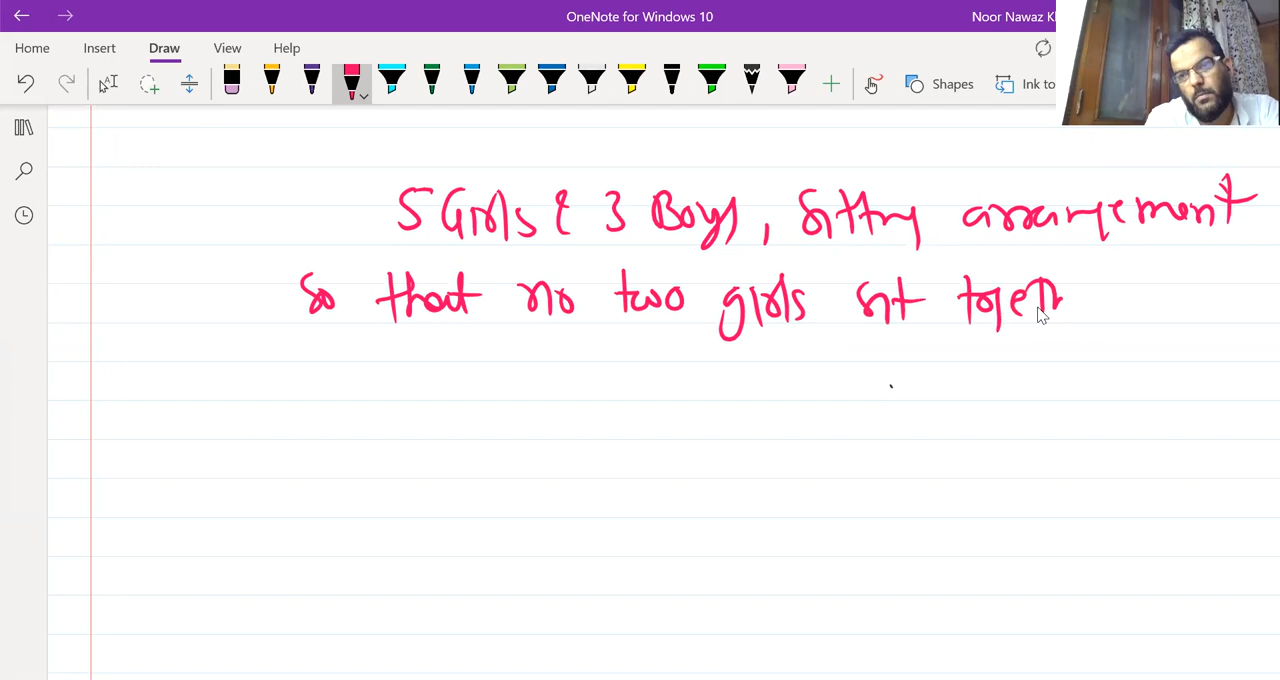 OneNote for Windows 10
Noor Nawaz Kh
Home Insert Draw View Help
Shapes Ink to
5 Girls & 3 Boys, sitting arrangement
so that no two girls sit togeth